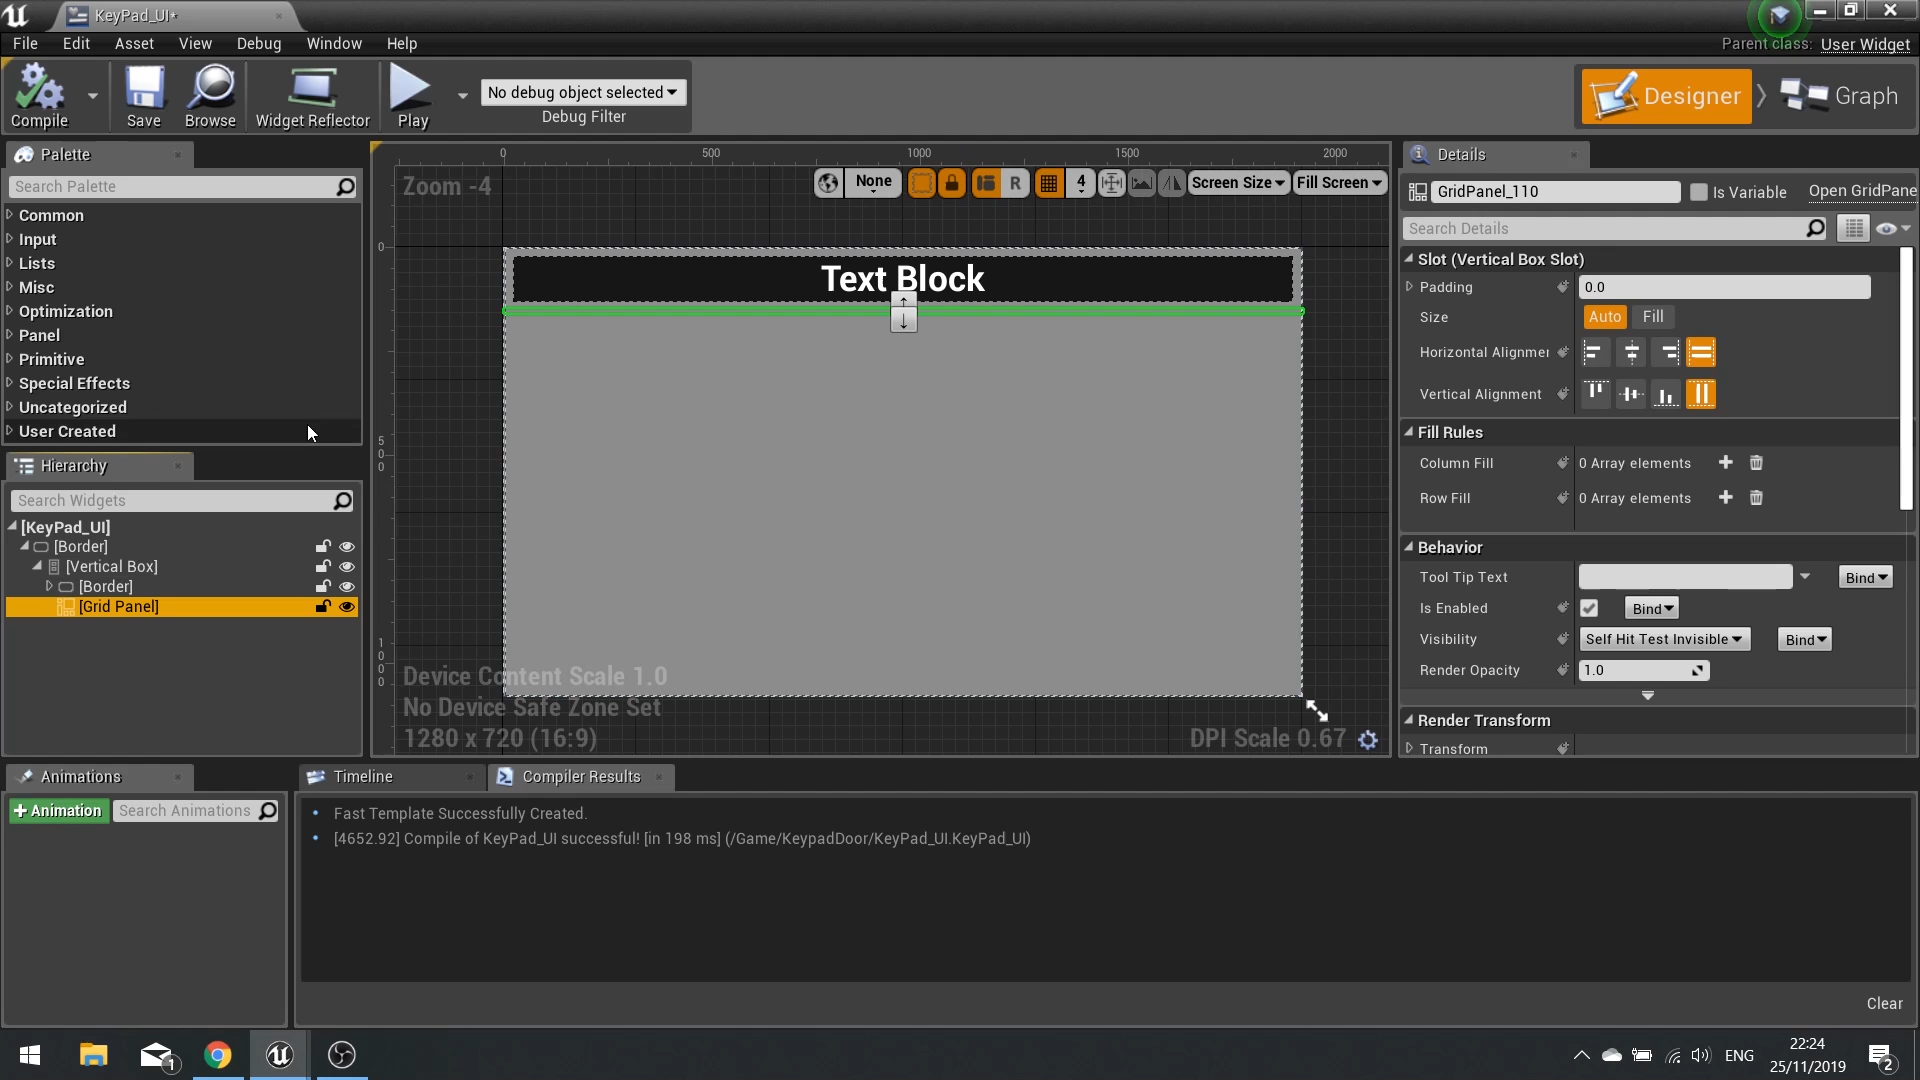 KeyPad_UI*
File Edit Asset View Debug Window Help
Parent class: User Widget
Compile Save Browse Widget Reflector Play
No debug object selected
Debug Filter
Designer Graph
Palette
Search Palette
Common
Input
Lists
Misc
Optimization
Panel
Primitive
Special Effects
Uncategorized
User Created
Hierarchy
Search Widgets
[KeyPad_UI]
[Border]
[Vertical Box]
[Border]
[Grid Panel]
0 500 1000 1500 2000
Zoom -4
None R 4 Screen Size Fill Screen
0
500
1000
Text Block
Device Content Scale 1.0
No Device Safe Zone Set
1280 x 720 (16:9)
DPI Scale 0.67
Details
GridPanel_110 Is Variable Open GridPane
Search Details
Slot (Vertical Box Slot)
Padding 0.0
Size Auto Fill
Horizontal Alignmer
Vertical Alignment
Fill Rules
Column Fill 0 Array elements
Row Fill 0 Array elements
Behavior
Tool Tip Text Bind
Is Enabled Bind
Visibility Self Hit Test Invisible Bind
Render Opacity 1.0
Render Transform
Transform
Animations
+ Animation Search Animations
Timeline Compiler Results
• Fast Template Successfully Created.
• [4652.92] Compile of KeyPad_UI successful! [in 198 ms] (/Game/KeypadDoor/KeyPad_UI.KeyPad_UI)
Clear
1
ENG
22:24
25/11/2019
2